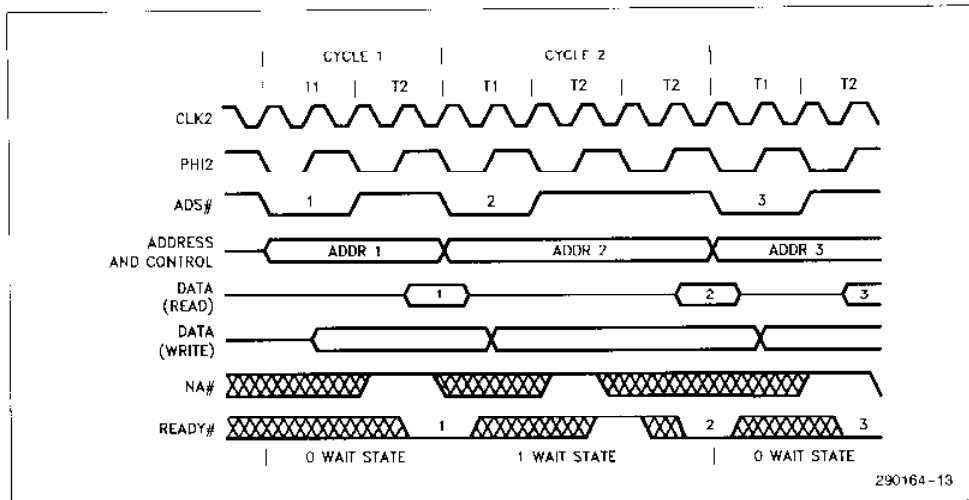 CYCLE 1 CYCLE 2
T1 T2 T1 T2 T2 T1 T2
CLK2
PHI2
ADS# 1 2 3
ADDRESS
AND CONTROL
ADDR 1 ADDR 2 ADDR 3
DATA
(READ)
1 2 3
DATA
(WRITE)
NA#
READY# 1 2 3
0 WAIT STATE 1 WAIT STATE 0 WAIT STATE
290164-13